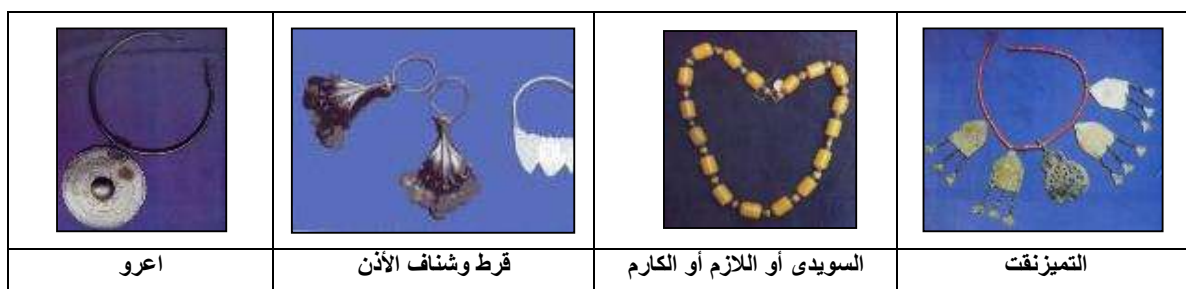 التميزنقت
السويدى أو اللازم أو الكارم
قرط وشناف الأذن
اعرو